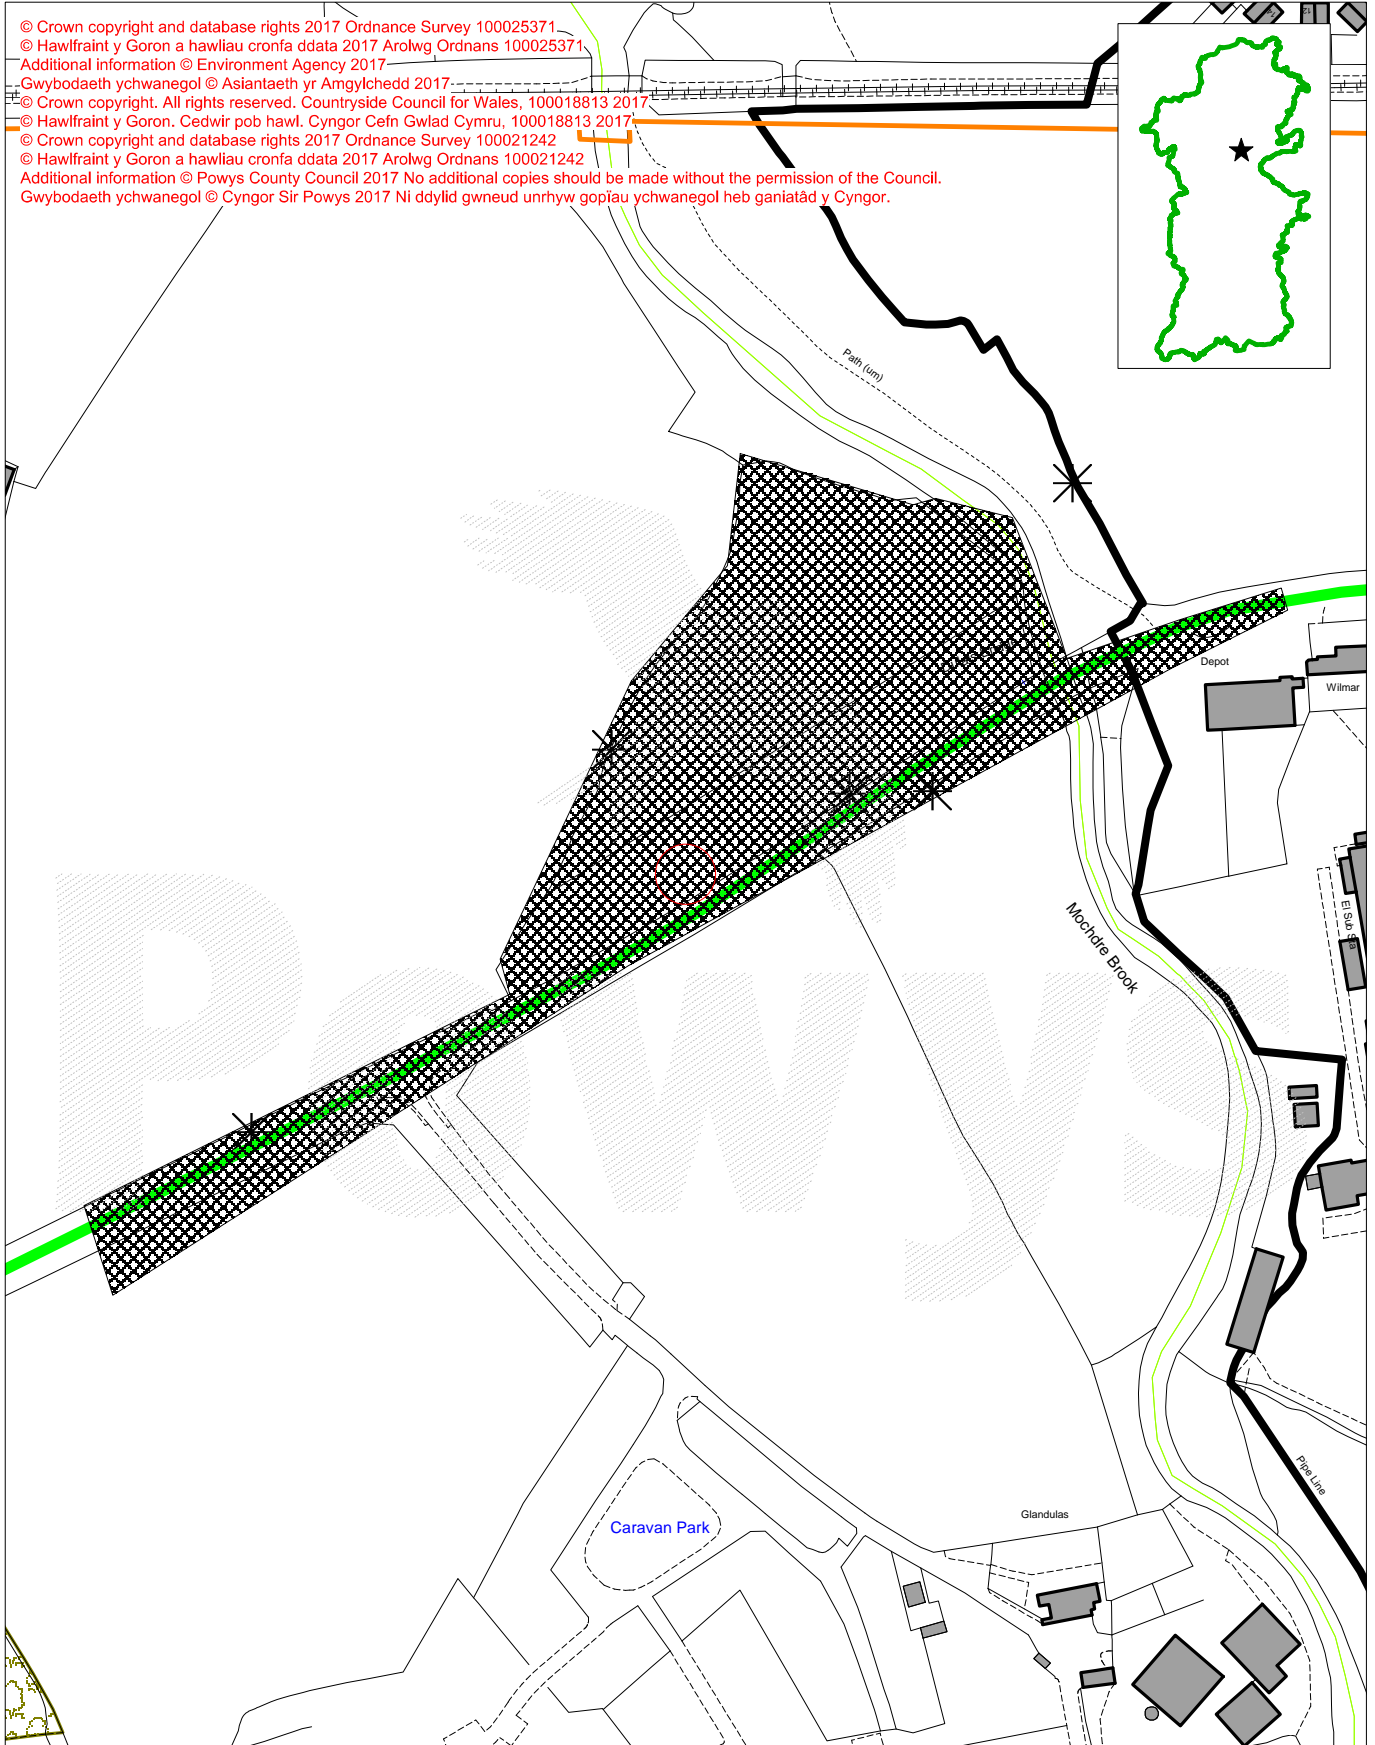 © Crown copyright and database rights 2017 Ordnance Survey 100025371
© Hawlfraint y Goron a hawliau cronfa ddata 2017 Arolwg Ordnans 100025371
Additional information © Environment Agency 2017
Gwybodaeth ychwanegol © Asiantaeth yr Amgylchedd 2017
© Crown copyright. All rights reserved. Countryside Council for Wales, 100018813 2017
© Hawlfraint y Goron. Cedwir pob hawl. Cyngor Cefn Gwlad Cymru, 100018813 2017
© Crown copyright and database rights 2017 Ordnance Survey 100021242
© Hawlfraint y Goron a hawliau cronfa ddata 2017 Arolwg Ordnans 100021242
Additional information © Powys County Council 2017 No additional copies should be made without the permission of the Council.
Gwybodaeth ychwanegol © Cyngor Sir Powys 2017 Ni ddylid gwneud unrhyw gopïau ychwanegol heb ganiatâd y Cyngor.
12
Path (um)
Depot
Wilmar
El Sub Sta
Mochdre Brook
Powys
Pipe Line
Glandulas
Caravan Park